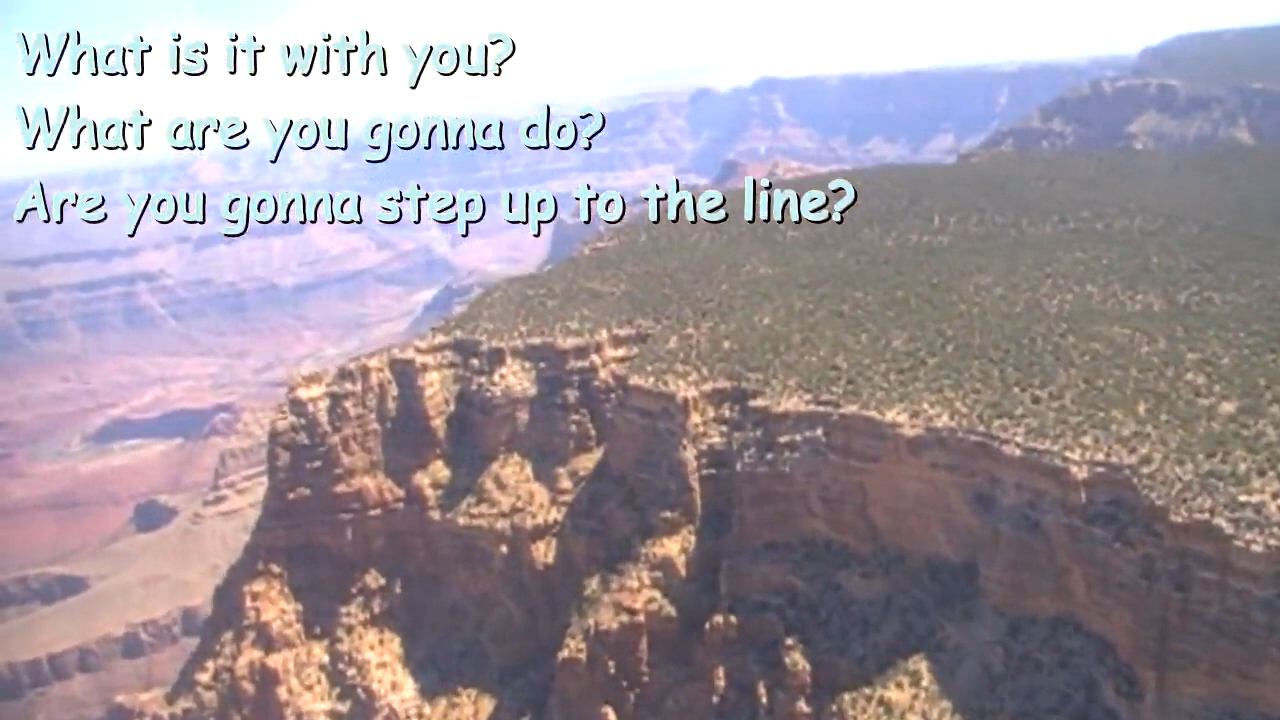 What is it with you?
What are you gonna do?
Are you gonna step up to the line?